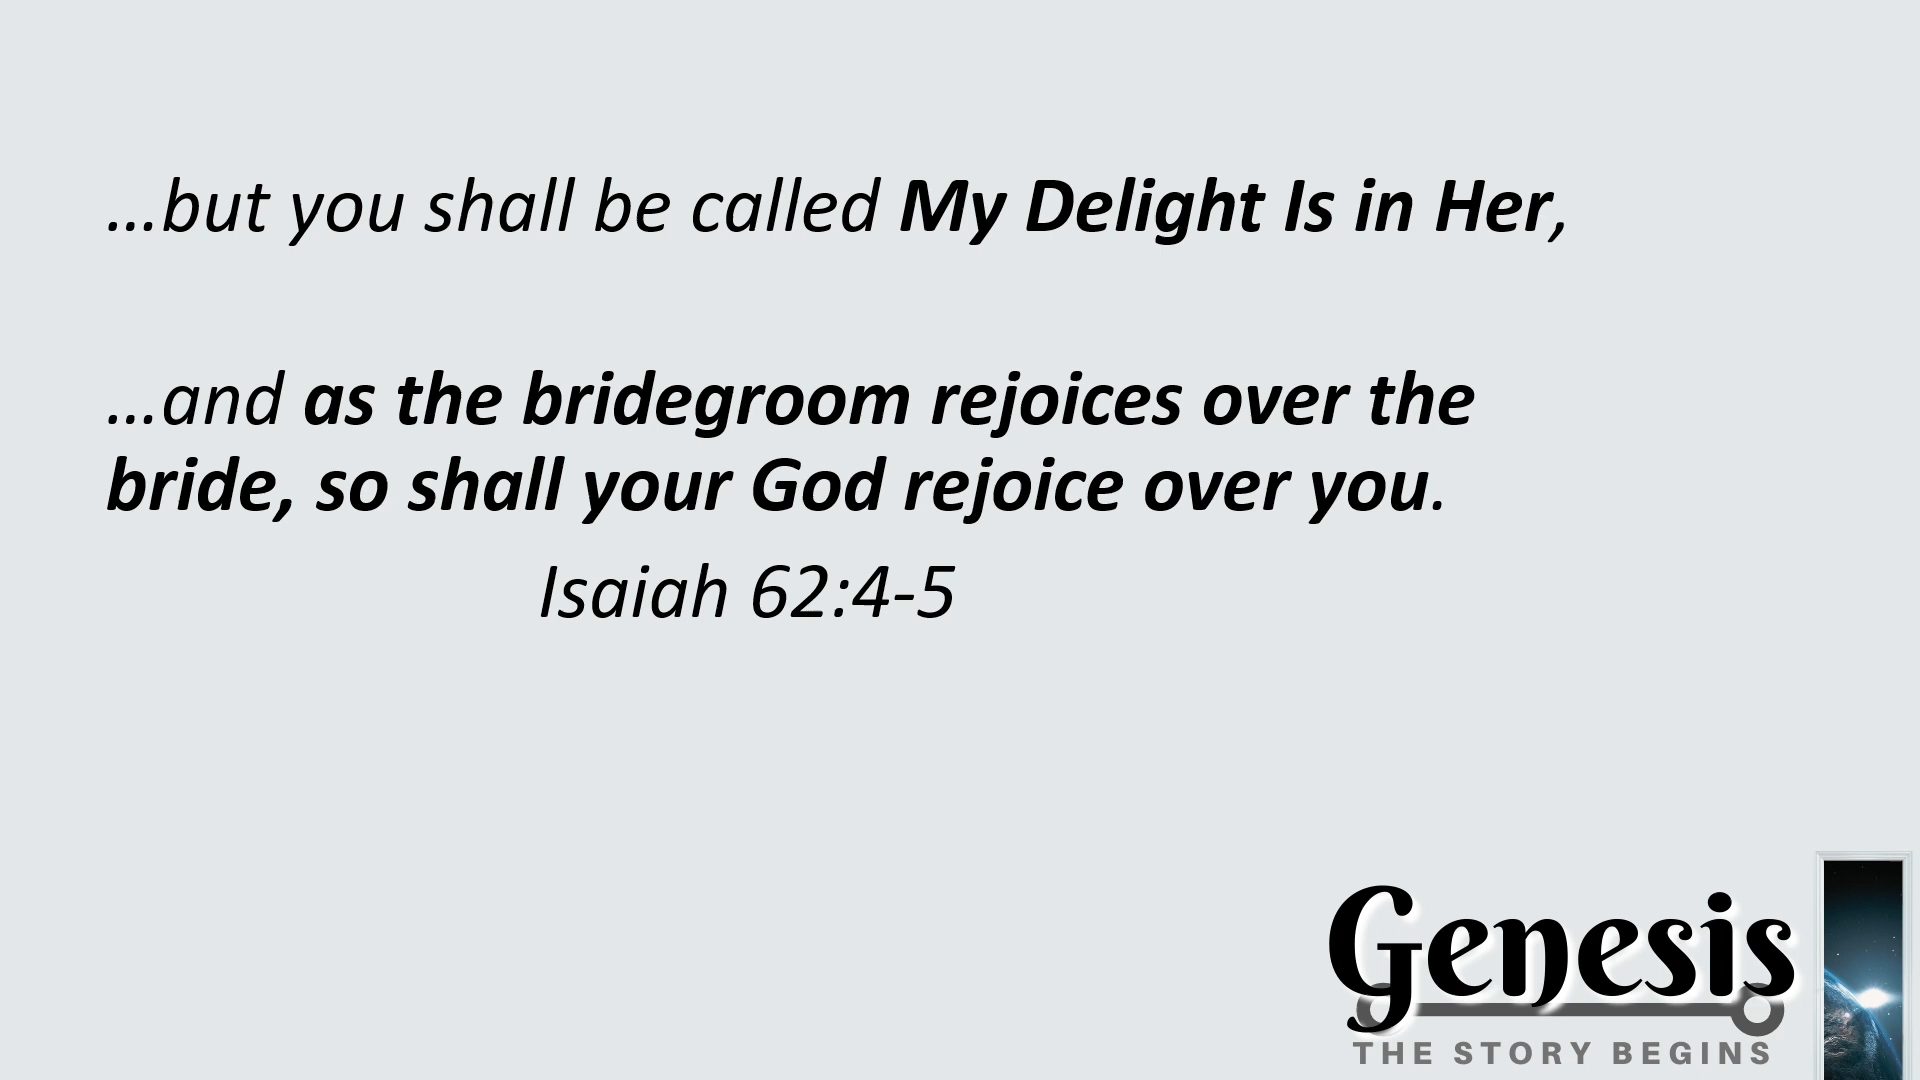 …but you shall be called My Delight Is in Her,
…and as the bridegroom rejoices over the
bride, so shall your God rejoice over you.
Isaiah 62:4-5
Genesis
THE STORY BEGINS